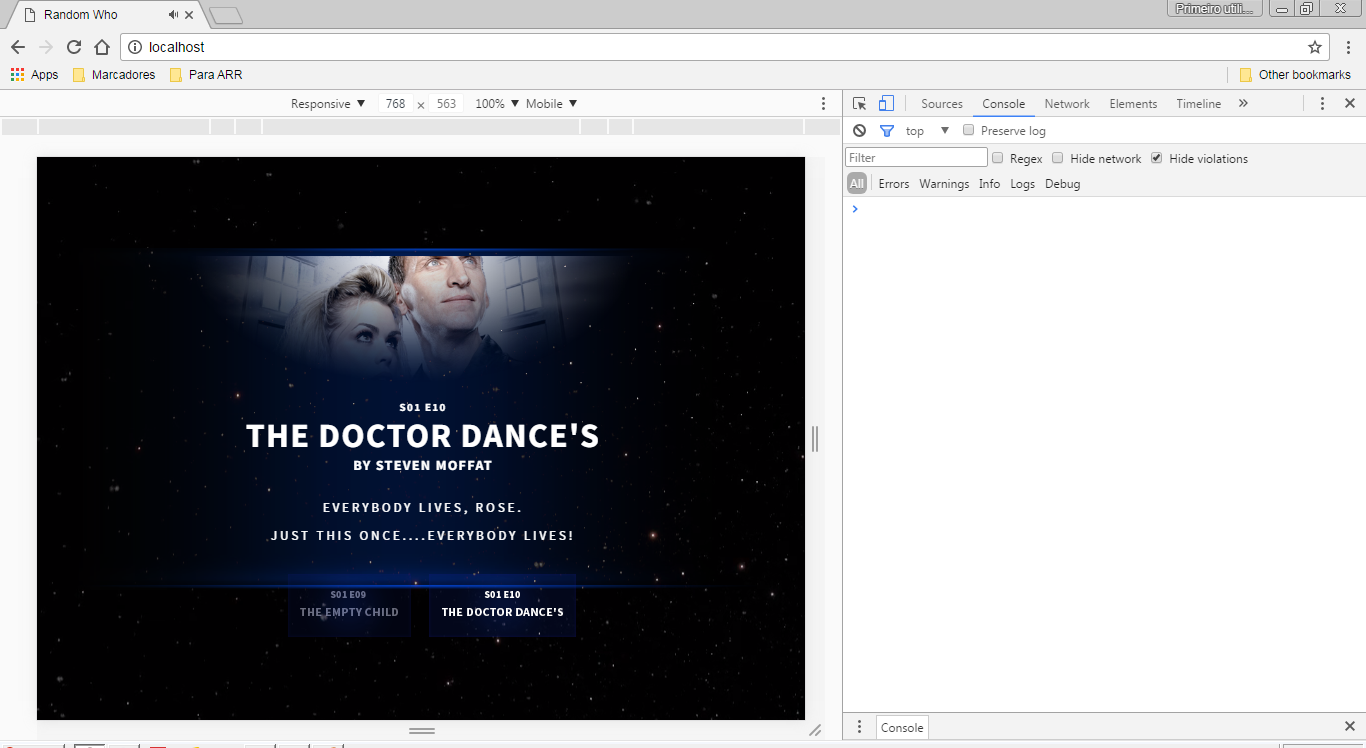 Random Who
Primeiro utili...
localhost
Apps
Marcadores
Para ARR
Other bookmarks
Responsive ▼ 768 × 563 100% ▼ Mobile ▼
Sources Console Network Elements Timeline »
top ▼ Preserve log
Filter Regex Hide network Hide violations
All Errors Warnings Info Logs Debug
>
S01 E10
THE DOCTOR DANCE'S
BY STEVEN MOFFAT
EVERYBODY LIVES, ROSE.
JUST THIS ONCE....EVERYBODY LIVES!
S01 E09
THE EMPTY CHILD
S01 E10
THE DOCTOR DANCE'S
Console